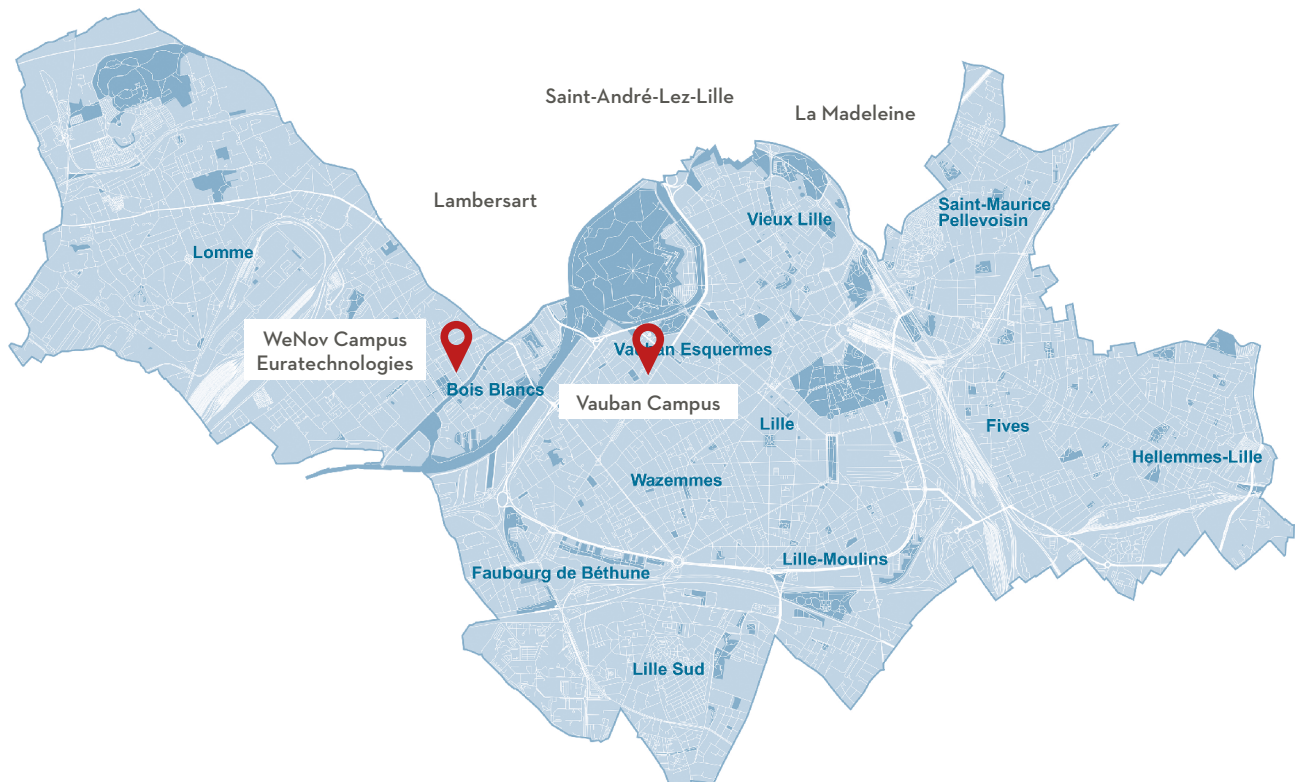 Saint-André-Lez-Lille
La Madeleine
Lambersart
Saint-Maurice
Pellevoisin
Vieux Lille
Lomme
WeNov Campus
Euratechnologies
Vauban Esquermes
Bois Blancs
Vauban Campus
Lille
Fives
Hellemmes-Lille
Wazemmes
Lille-Moulins
Faubourg de Béthune
Lille Sud